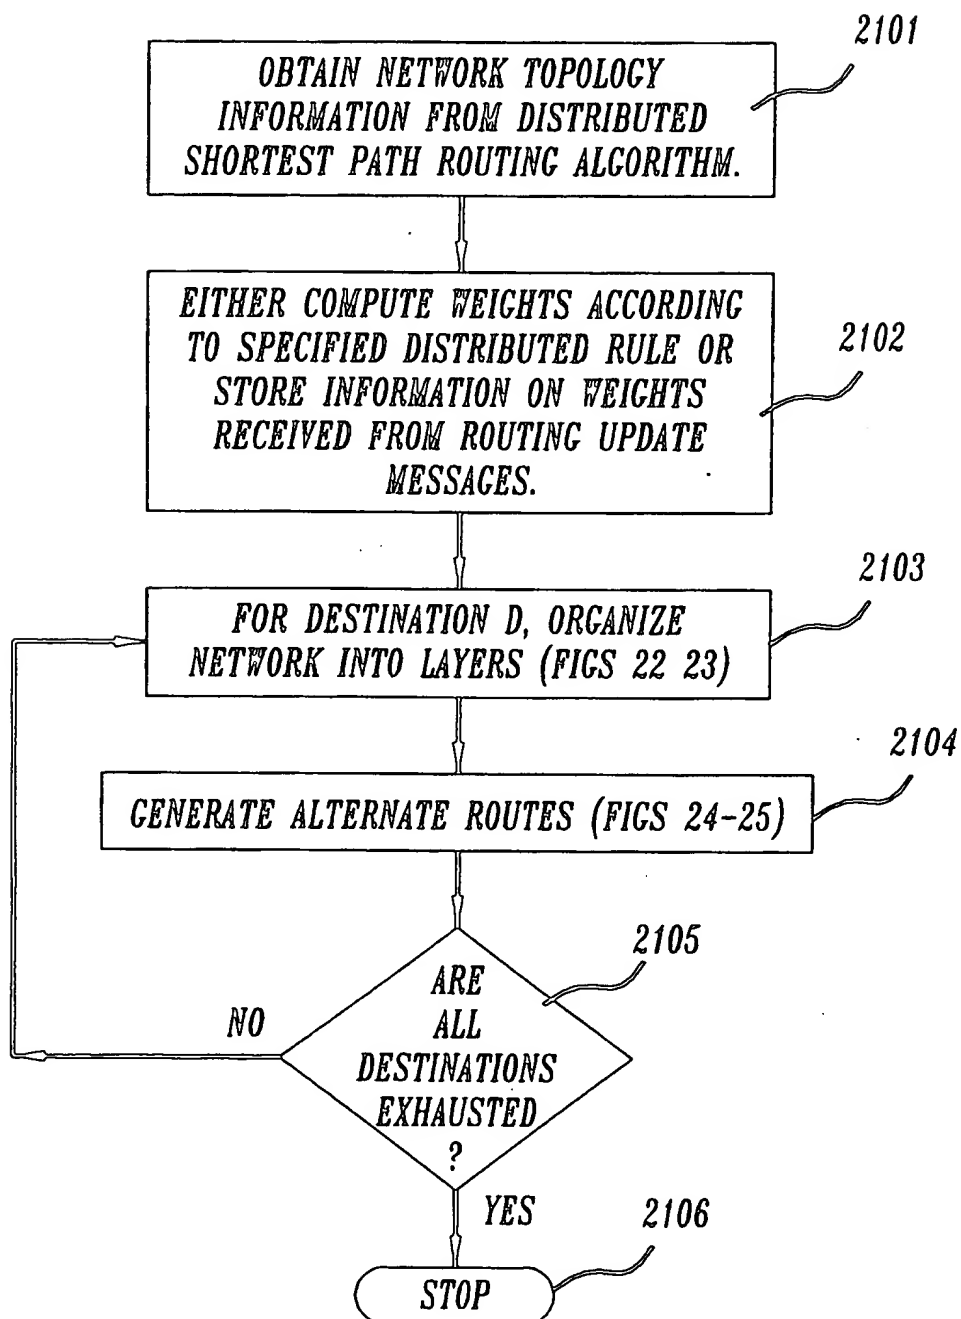 2101
OBTAIN NETWORK TOPOLOGY
INFORMATION FROM DISTRIBUTED
SHORTEST PATH ROUTING ALGORITHM.
EITHER COMPUTE WEIGHTS ACCORDING
TO SPECIFIED DISTRIBUTED RULE OR
STORE INFORMATION ON WEIGHTS
RECEIVED FROM ROUTING UPDATE
MESSAGES.
2102
2103
FOR DESTINATION D, ORGANIZE
NETWORK INTO LAYERS (FIGS 22 23)
2104
GENERATE ALTERNATE ROUTES (FIGS 24-25)
2105
ARE
ALL
DESTINATIONS
EXHAUSTED
?
NO
YES
2106
STOP